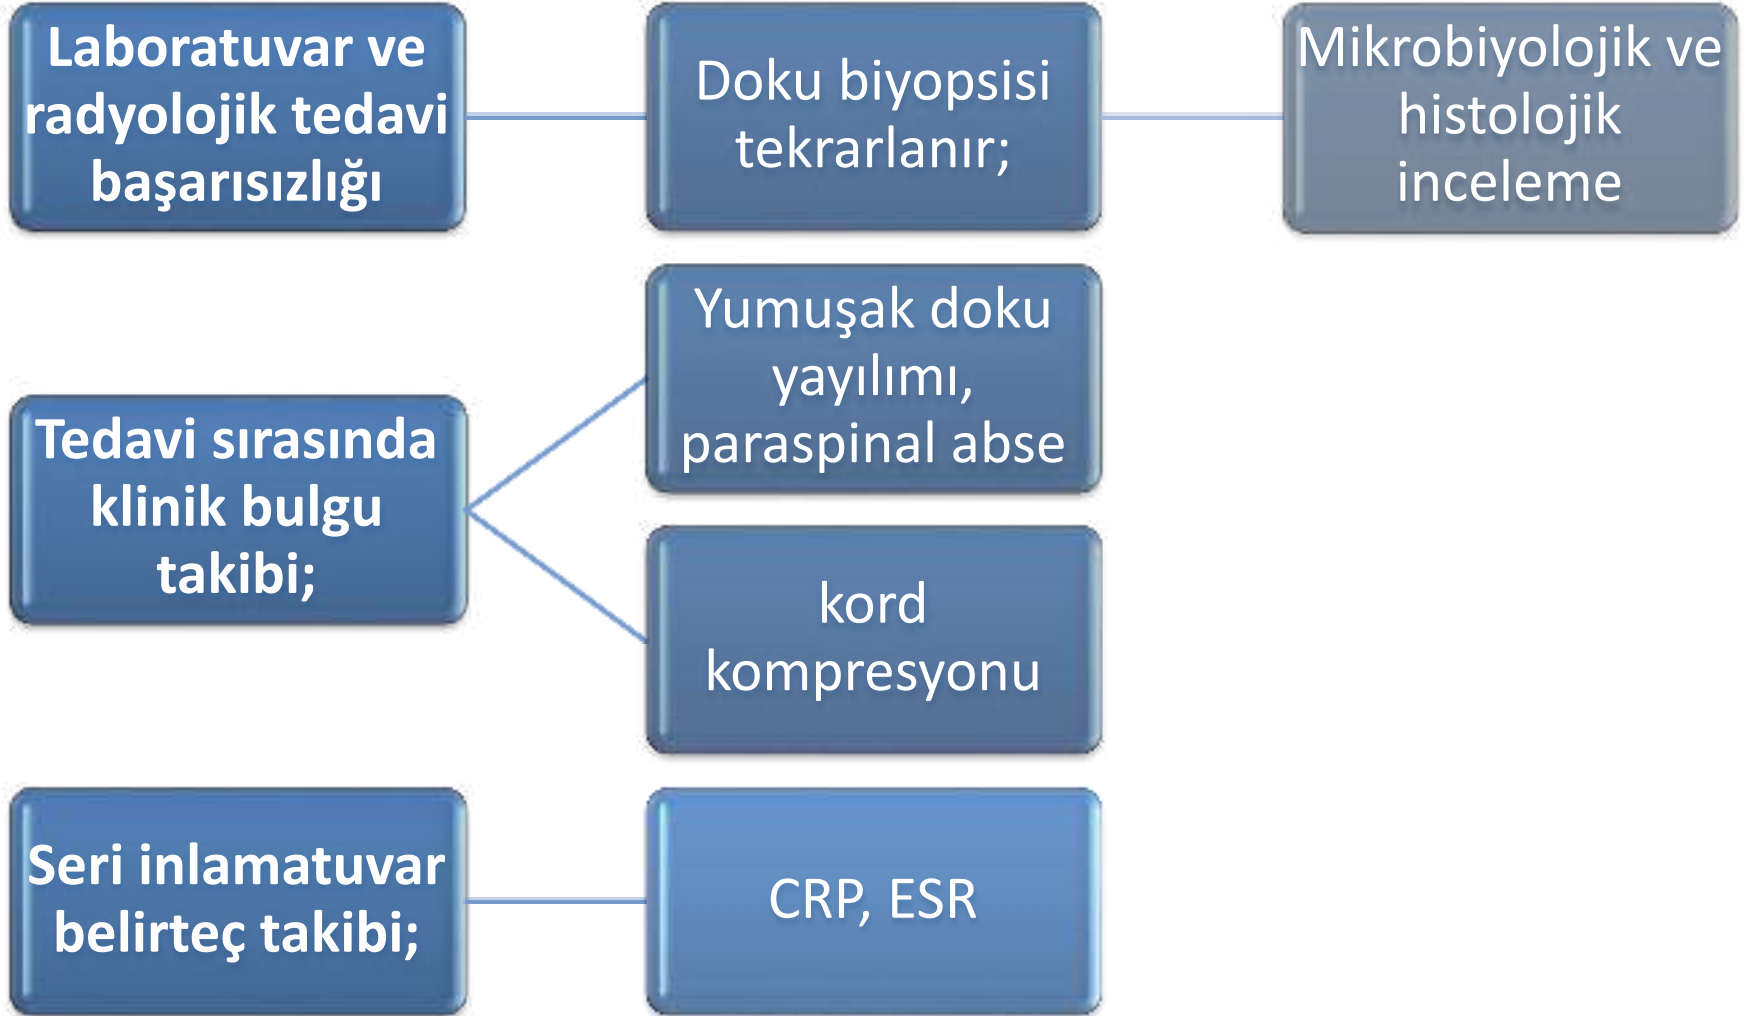 Laboratuvar ve
radyolojik tedavi
başarısızlığı
Doku biyopsisi
tekrarlanır;
Mikrobiyolojik ve
histolojik
inceleme
Tedavi sırasında
klinik bulgu
takibi;
Yumuşak doku
yayılımı,
paraspinal abse
kord
kompresyonu
Seri inlamatuvar
belirteç takibi;
CRP, ESR